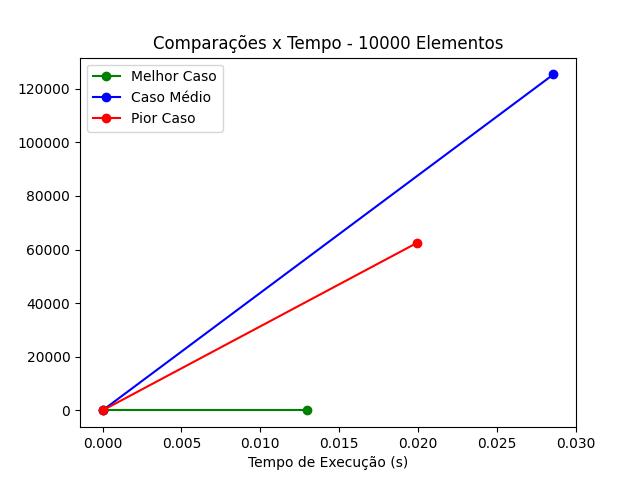 Comparações x Tempo - 10000 Elementos
Melhor Caso
Caso Médio
Pior Caso
120000
100000
80000
60000
40000
20000
0
0.000 0.005 0.010 0.015 0.020 0.025 0.030
Tempo de Execução (s)